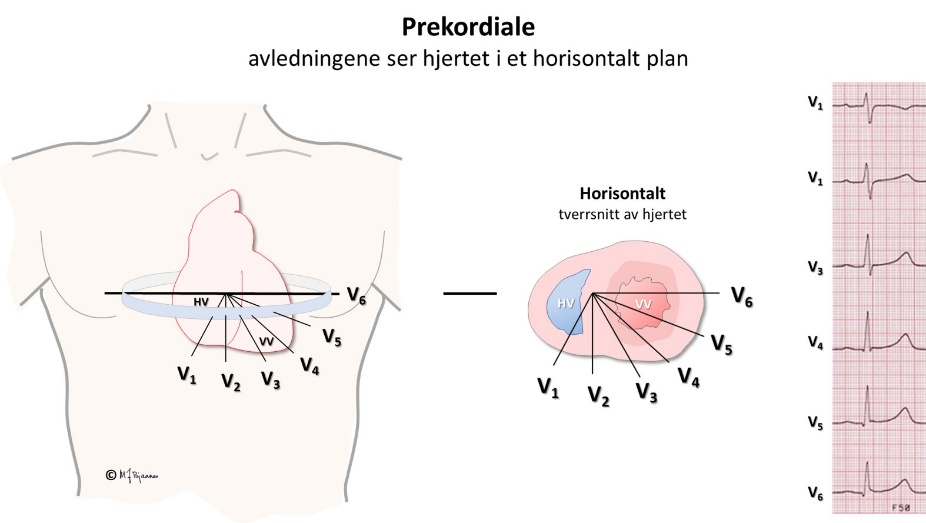 Prekordiale
avledningene ser hjertet i et horisontalt plan
HV
VV
V6
V5
V4
V3
V2
V1
©
Horisontalt
tverrsnitt av hjertet
HV
VV
V6
V5
V4
V3
V2
V1
V1
V1
V3
V4
V5
V6
F50